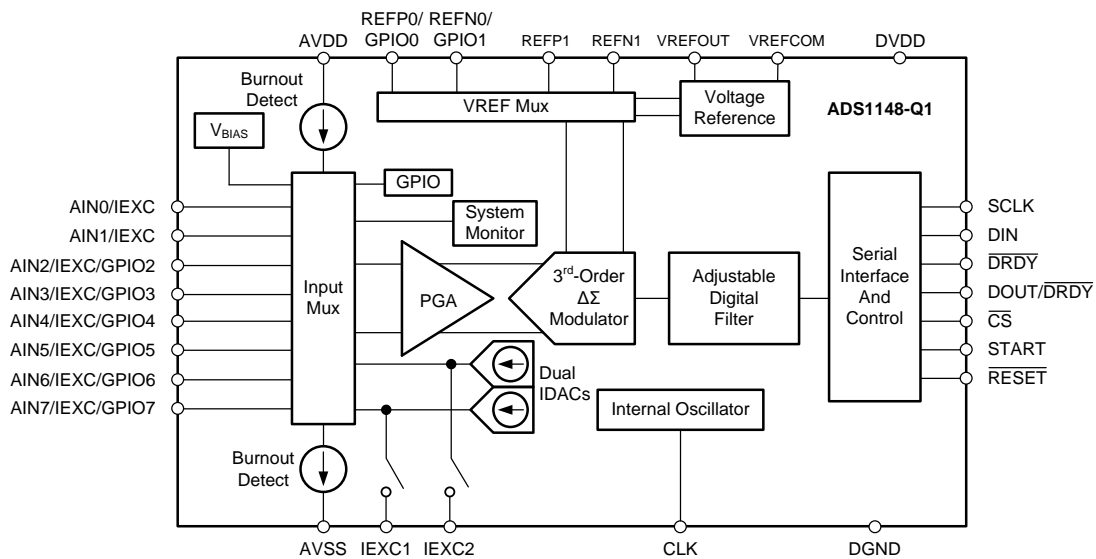 REFP0/ REFN0/
AVDD GPIO0 GPIO1 REFP1 REFN1 VREFOUT VREFCOM DVDD
Burnout
Detect
VREF Mux
Voltage
Reference
ADS1148-Q1
VBIAS
GPIO
System
Monitor
AIN0/IEXC
AIN1/IEXC
AIN2/IEXC/GPIO2
AIN3/IEXC/GPIO3
AIN4/IEXC/GPIO4
AIN5/IEXC/GPIO5
AIN6/IEXC/GPIO6
AIN7/IEXC/GPIO7
Input
Mux
PGA
3rd-Order
ΔΣ
Modulator
Adjustable
Digital
Filter
Serial
Interface
And
Control
SCLK
DIN
DRDY
DOUT/DRDY
CS
START
RESET
Dual
IDACs
Internal Oscillator
Burnout
Detect
AVSS IEXC1 IEXC2 CLK DGND